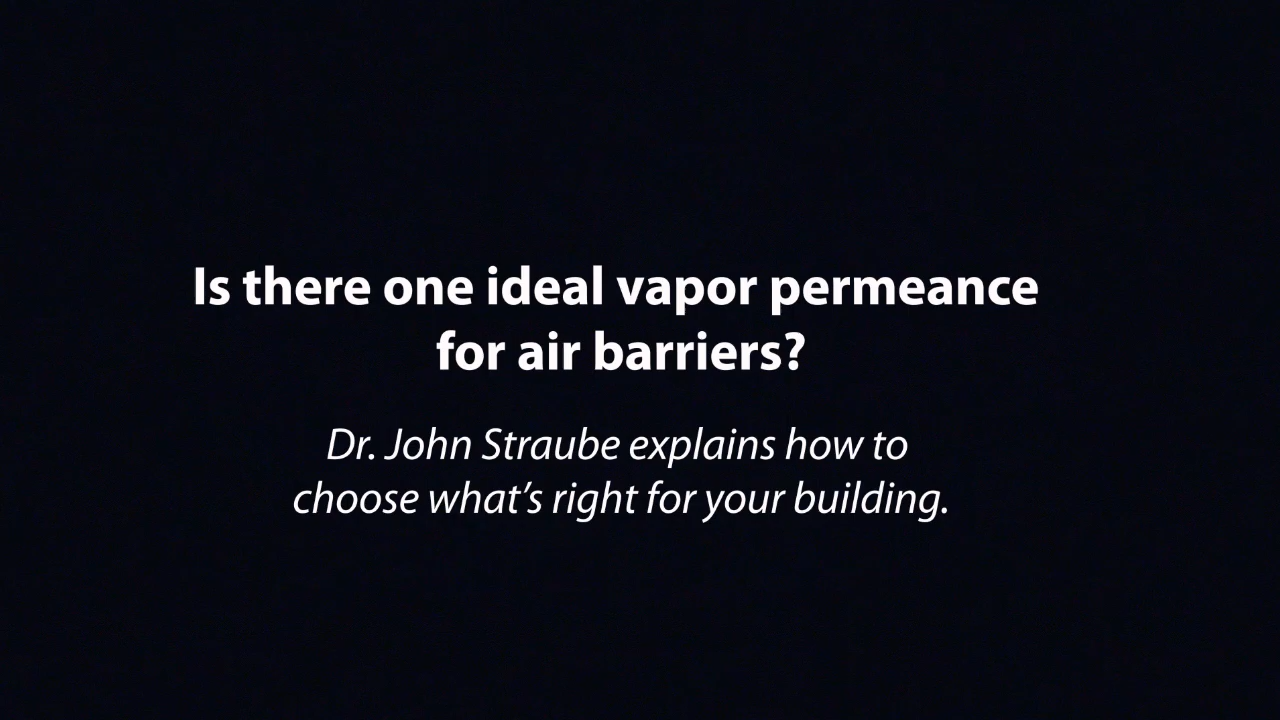 Is there one ideal vapor permeance
for air barriers?
Dr. John Straube explains how to
choose what’s right for your building.